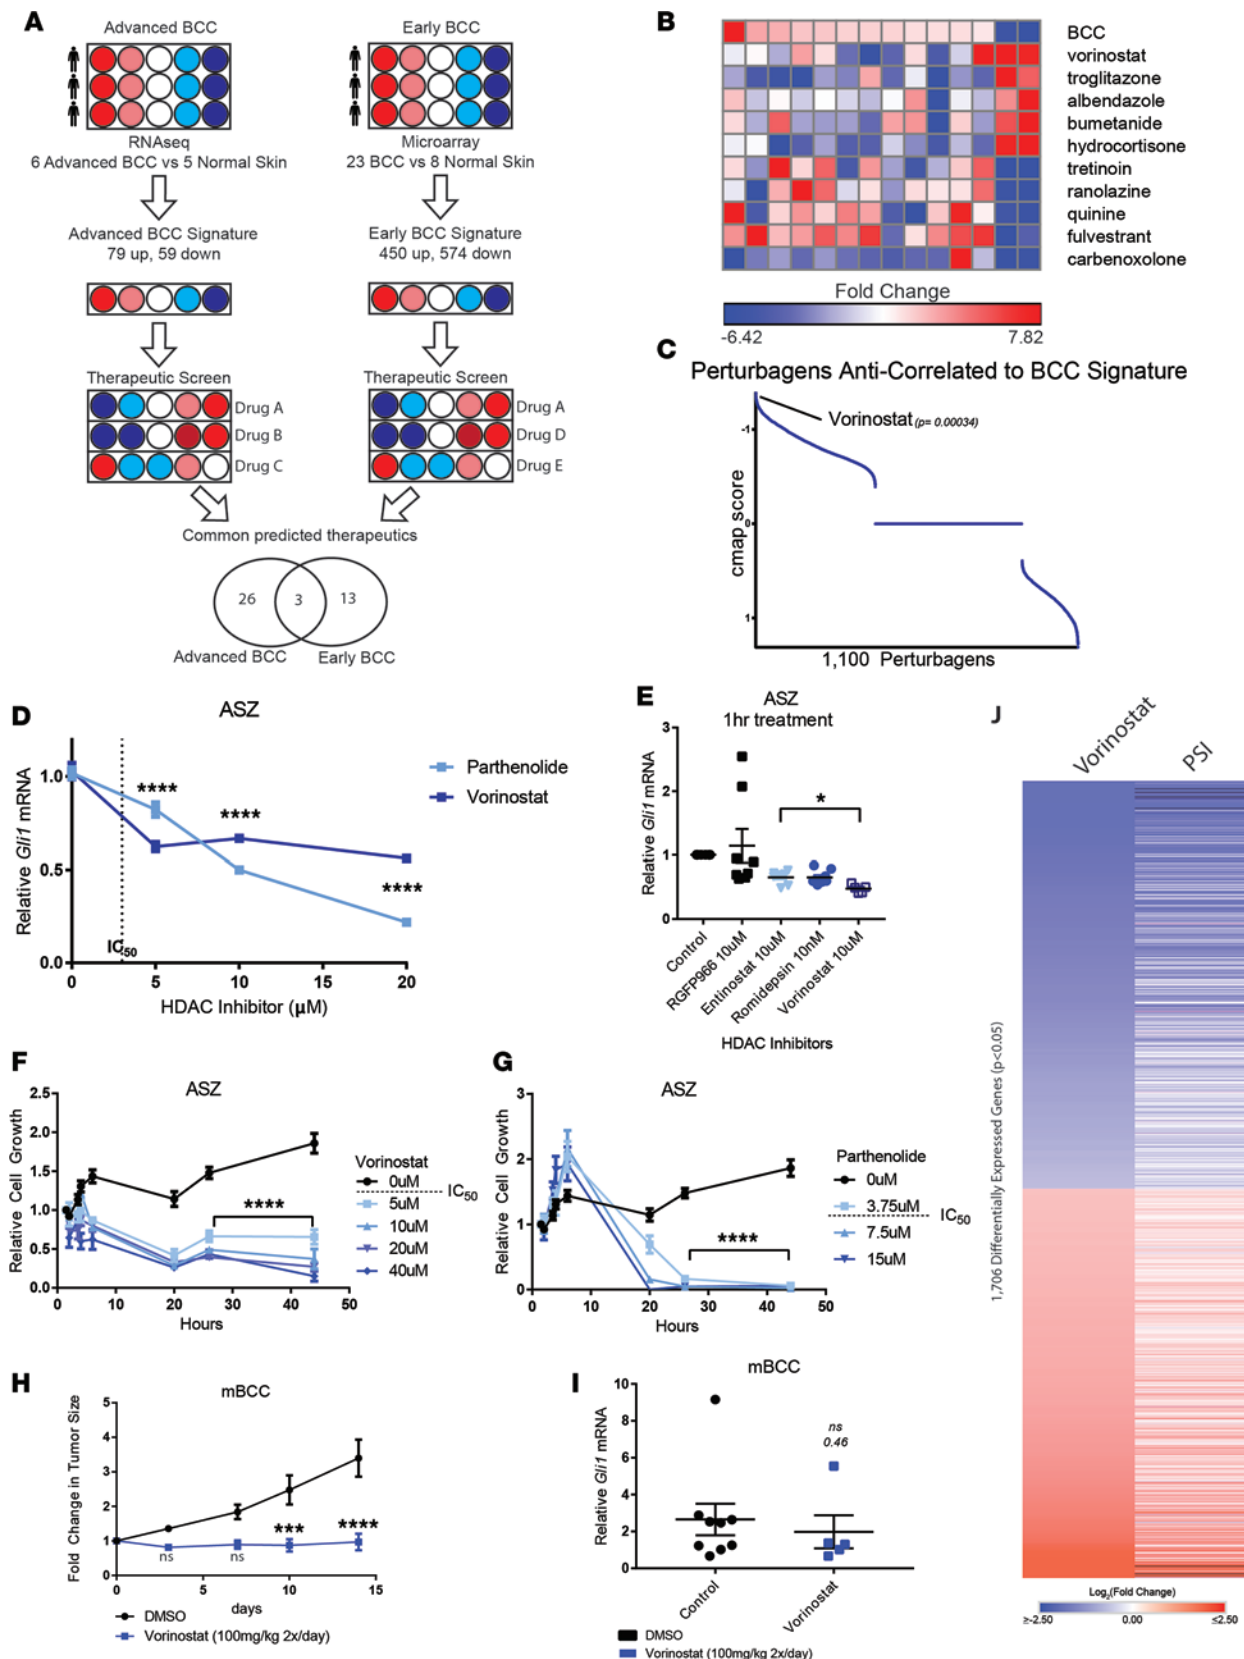 A
Advanced BCC
Early BCC
RNAseq
6 Advanced BCC vs 5 Normal Skin
Microarray
23 BCC vs 8 Normal Skin
Advanced BCC Signature
79 up, 59 down
Early BCC Signature
450 up, 574 down
Therapeutic Screen
Drug A
Drug B
Drug C
Therapeutic Screen
Drug A
Drug D
Drug E
Common predicted therapeutics
26
3
13
Advanced BCC
Early BCC
B
BCC
vorinostat
troglitazone
albendazole
bumetanide
hydrocortisone
tretinoin
ranolazine
quinine
fulvestrant
carbenoxolone
Fold Change
-6.42
7.82
C
Perturbagens Anti-Correlated to BCC Signature
Vorinostat (p= 0.00034)
cmap score
-1
0
1
1,100 Perturbagens
D
ASZ
Relative Gli1 mRNA
1.0
0.5
0.0
IC50
****
****
****
Parthenolide
Vorinostat
0
5
10
15
20
HDAC Inhibitor (µM)
E
ASZ
1hr treatment
Relative Gli1 mRNA
3
2
1
0
*
Control
RGFP966 10uM
Entinostat 10uM
Romidepsin 10nM
Vorinostat 10uM
HDAC Inhibitors
F
ASZ
Relative Cell Growth
2.5
2.0
1.5
1.0
0.5
0.0
****
0
10
20
30
40
50
Hours
Vorinostat
0uM
IC50
5uM
10uM
20uM
40uM
G
ASZ
Relative Cell Growth
3
2
1
0
****
0
10
20
30
40
50
Hours
Parthenolide
0uM
3.75uM
IC50
7.5uM
15uM
H
mBCC
Fold Change in Tumor Size
5
4
3
2
1
0
ns
ns
***
****
0
5
10
15
days
DMSO
Vorinostat (100mg/kg 2x/day)
I
mBCC
Relative Gli1 mRNA
10
8
6
4
2
0
ns
0.46
Control
Vorinostat
DMSO
Vorinostat (100mg/kg 2x/day)
J
Vorinostat
PSI
1,706 Differentially Expressed Genes (p<0.05)
Log2(Fold Change)
≥-2.50
0.00
≤2.50